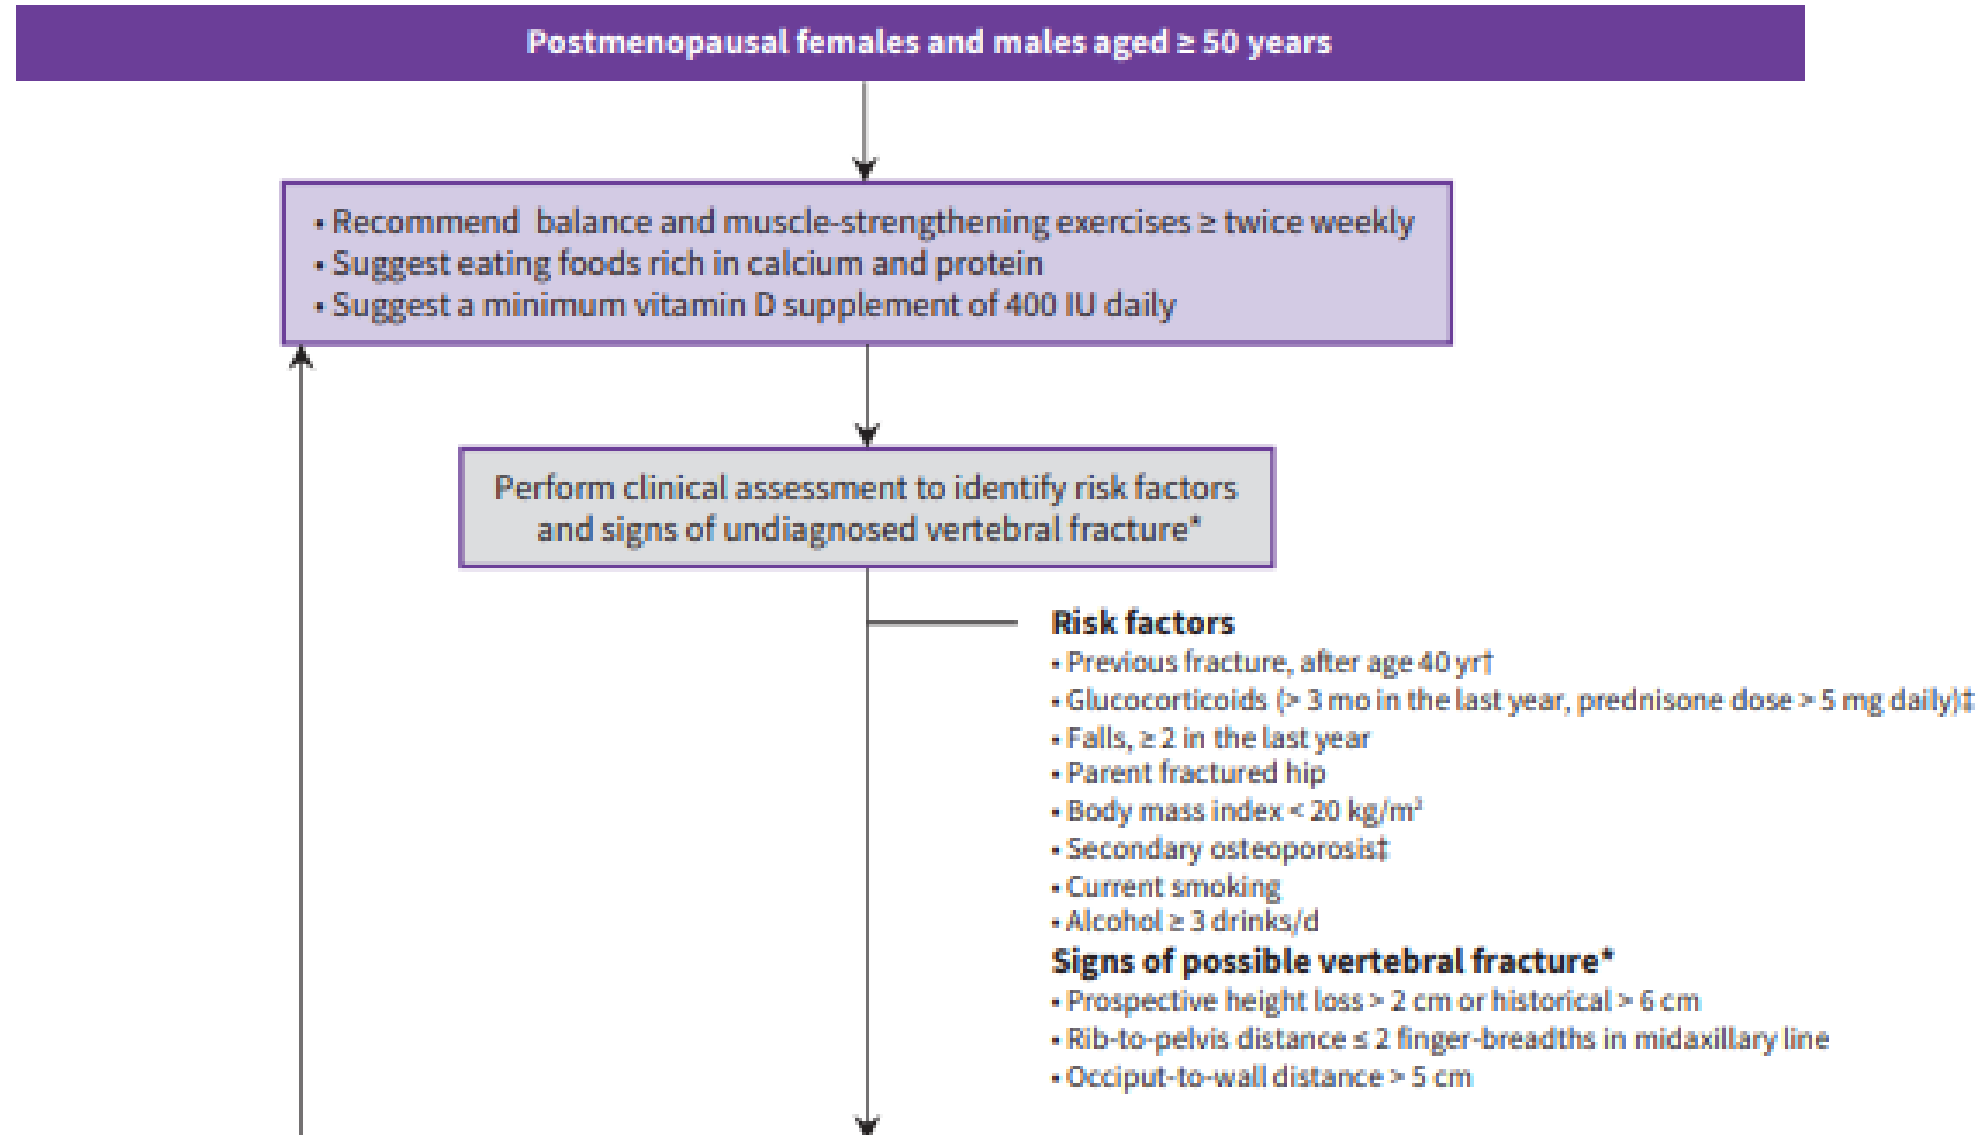 Postmenopausal females and males aged ≥ 50 years
• Recommend balance and muscle-strengthening exercises ≥ twice weekly
• Suggest eating foods rich in calcium and protein
• Suggest a minimum vitamin D supplement of 400 IU daily
Perform clinical assessment to identify risk factors
and signs of undiagnosed vertebral fracture*
Risk factors
• Previous fracture, after age 40 yr†
• Glucocorticoids (> 3 mo in the last year, prednisone dose > 5 mg daily)‡
• Falls, ≥ 2 in the last year
• Parent fractured hip
• Body mass index < 20 kg/m²
• Secondary osteoporosis‡
• Current smoking
• Alcohol ≥ 3 drinks/d
Signs of possible vertebral fracture*
• Prospective height loss > 2 cm or historical > 6 cm
• Rib-to-pelvis distance ≤ 2 finger-breadths in midaxillary line
• Occiput-to-wall distance > 5 cm